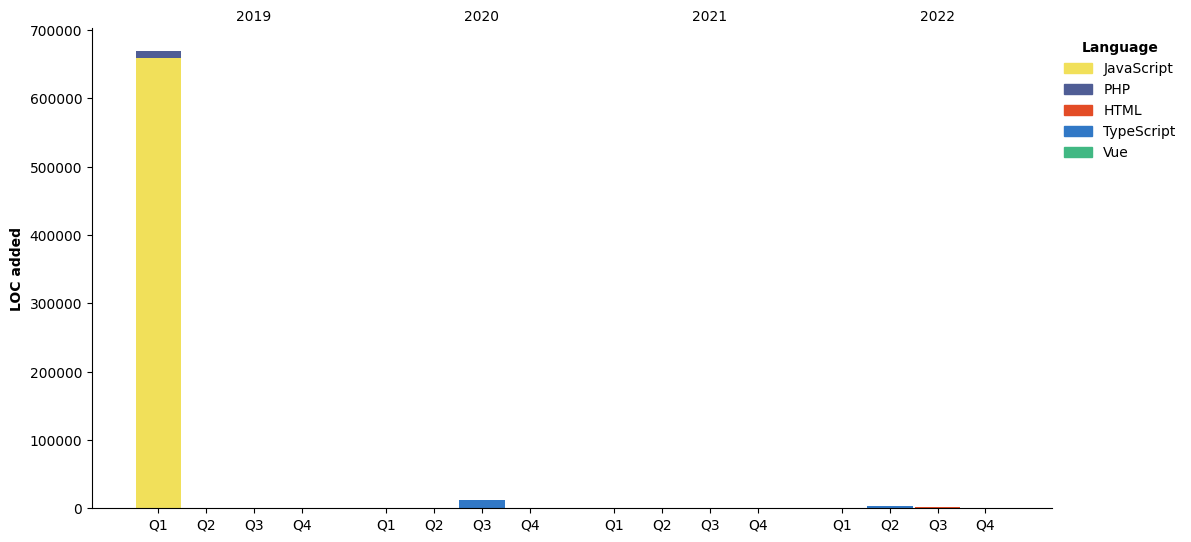 2019 2020 2021 2022
700000
600000
500000
400000
300000
200000
100000
0
LOC added
Q1 Q2 Q3 Q4 Q1 Q2 Q3 Q4 Q1 Q2 Q3 Q4 Q1 Q2 Q3 Q4
Language
JavaScript
PHP
HTML
TypeScript
Vue